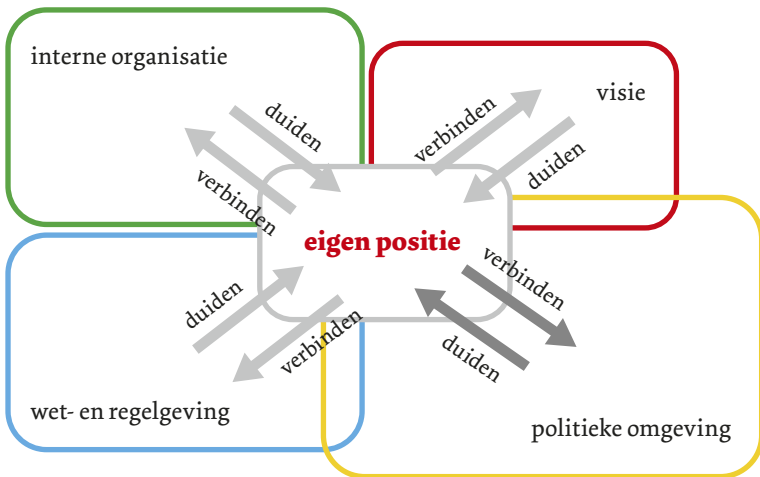 interne organisatie
visie
duiden
verbinden
verbinden
duiden
eigen positie
duiden
verbinden
verbinden
duiden
wet- en regelgeving
politieke omgeving